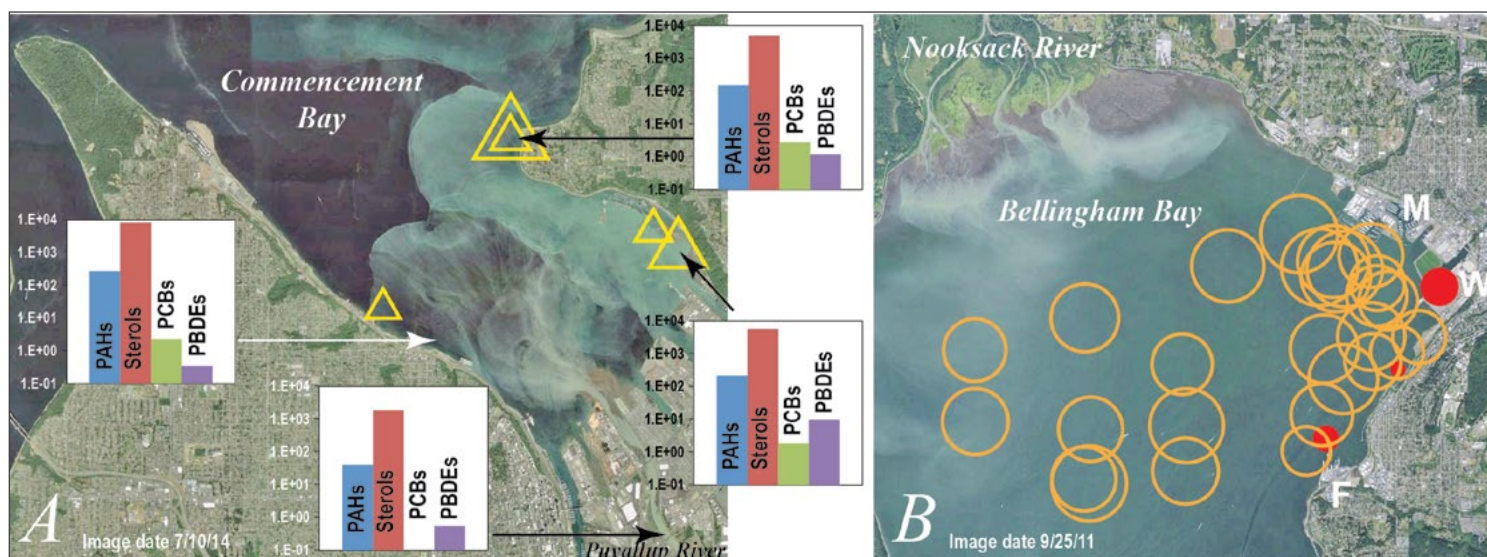 Commencement
Bay
A
Image date 7/10/14
Puyallup River
1.E+04
1.E+03
1.E+02
1.E+01
1.E+00
1.E-01
PAHs
Sterols
PCBs
PBDEs
1.E+04
1.E+03
1.E+02
1.E+01
1.E+00
1.E-01
PAHs
Sterols
PCBs
PBDEs
1.E+04
1.E+03
1.E+02
1.E+01
1.E+00
1.E-01
PAHs
Sterols
PCBs
PBDEs
1.E+04
1.E+03
1.E+02
1.E+01
1.E+00
1.E-01
PAHs
Sterols
PCBs
PBDEs
Nooksack River
Bellingham Bay
M
W
F
B
Image date 9/25/11